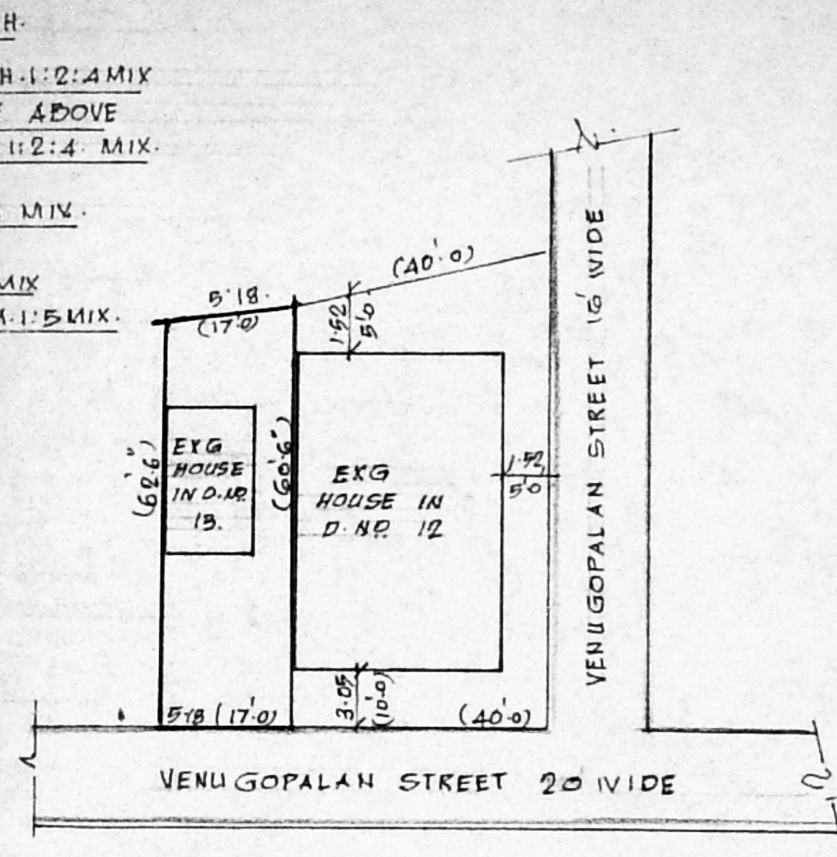 H.
H.1:2:4 MIX
ABOVE
1:2:4. MIX.
MIX.
MIX
1:5 MIX.
(40'.0)
5.18.
(17'.0)
1.52
5'.0"
(62'.6")
(60'.6")
EXG
HOUSE
IN D.NO.
13.
EXG
HOUSE IN
D.NO. 12
1.52
5'.0
VENUGOPALAN STREET 16' WIDE
3.05
(10'.0)
5.18 (17'.0)
(40'.0)
VENUGOPALAN STREET 20' WIDE